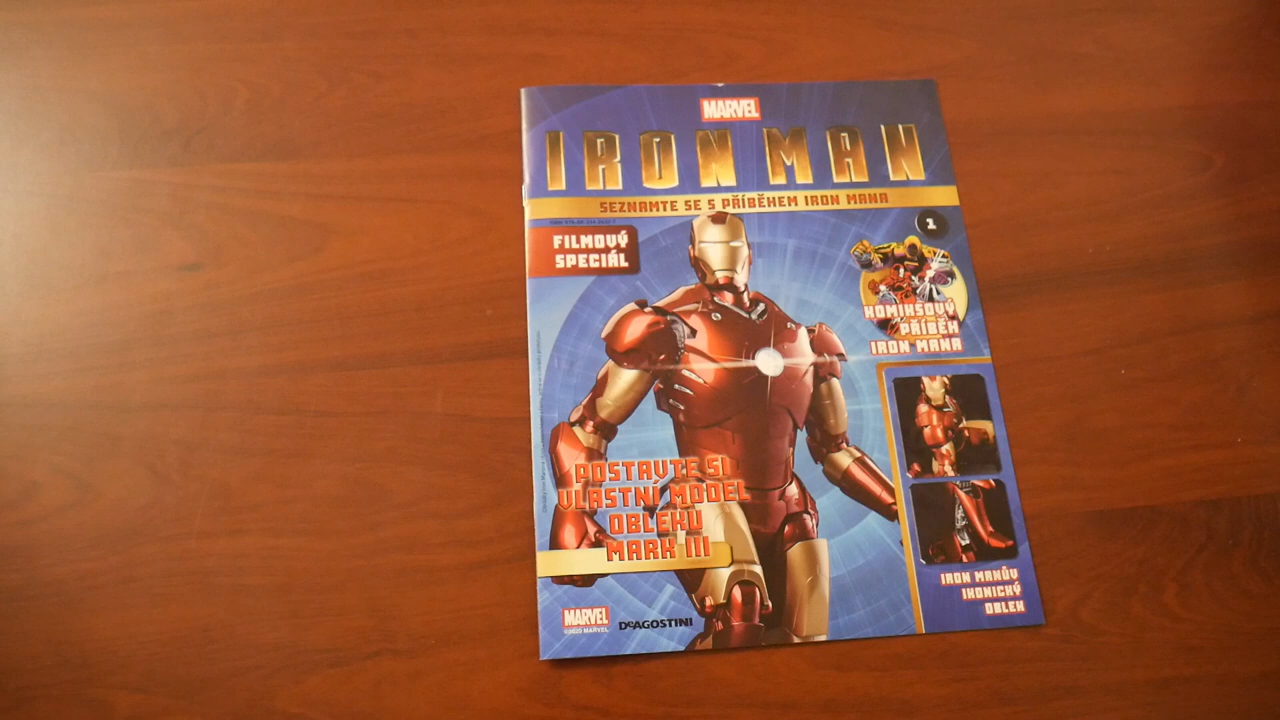 MARVEL
IRON MAN
SEZNAMTE SE S PŘÍBĚHEM IRON MANA
FILMOVÝ
SPECIÁL
1
KOMIKSOVÝ
PŘÍBĚH
IRON MANA
POSTAVTE SI
VLASTNÍ MODEL
OBLEKU
MARK III
IRON MANŮV
IKONICKÝ
OBLEK
MARVEL
©2020 MARVEL
DeAGOSTINI